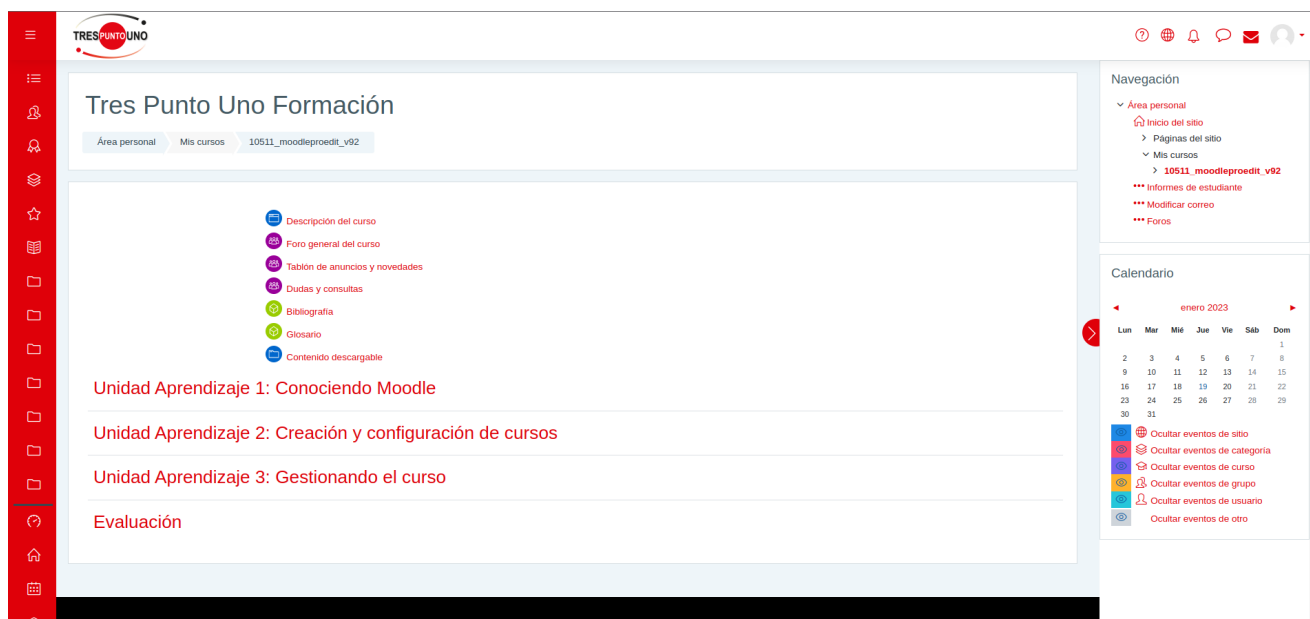 TRESPUNTOUNO
Tres Punto Uno Formación
Área personal Mis cursos 10511_moodleproedit_v92
Descripción del curso
Foro general del curso
Tablón de anuncios y novedades
Dudas y consultas
Bibliografía
Glosario
Contenido descargable
Unidad Aprendizaje 1: Conociendo Moodle
Unidad Aprendizaje 2: Creación y configuración de cursos
Unidad Aprendizaje 3: Gestionando el curso
Evaluación
Navegación
Área personal
Inicio del sitio
Páginas del sitio
Mis cursos
10511_moodleproedit_v92
Informes de estudiante
Modificar correo
Foros
Calendario
◄ enero 2023 ►
Lun Mar Mié Jue Vie Sáb Dom
1
2 3 4 5 6 7 8
9 10 11 12 13 14 15
16 17 18 19 20 21 22
23 24 25 26 27 28 29
30 31
Ocultar eventos de sitio
Ocultar eventos de categoría
Ocultar eventos de curso
Ocultar eventos de grupo
Ocultar eventos de usuario
Ocultar eventos de otro